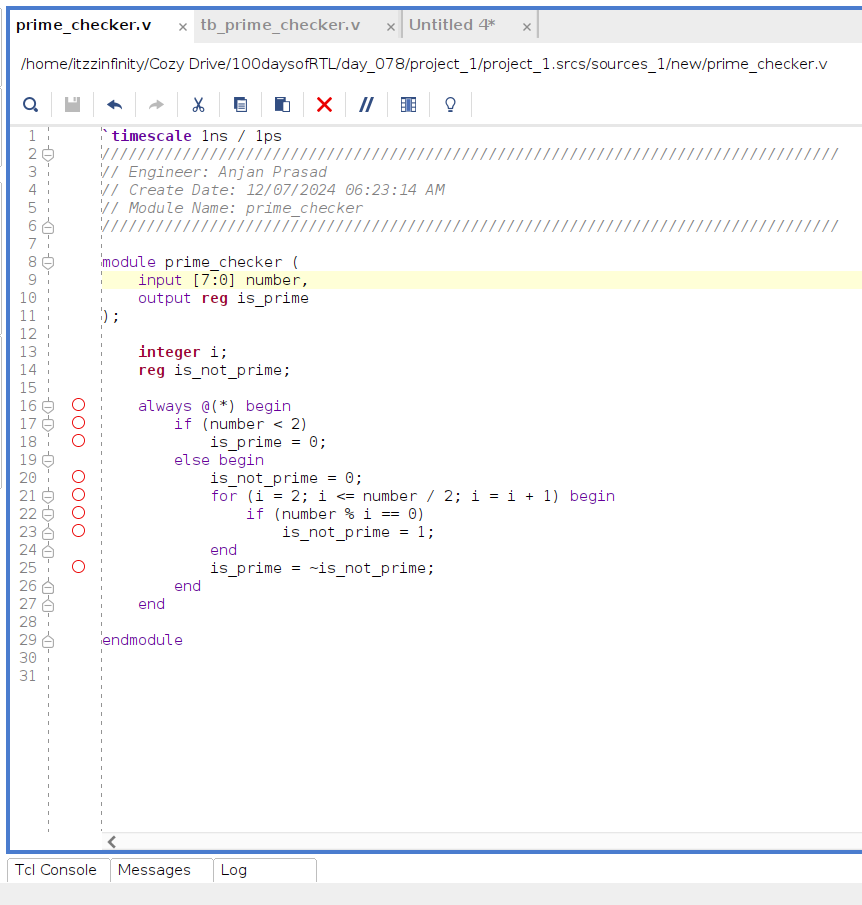 prime_checker.v × tb_prime_checker.v × Untitled 4* ×
/home/itzzinfinity/Cozy Drive/100daysofRTL/day_078/project_1/project_1.srcs/sources_1/new/prime_checker.v
1 `timescale 1ns / 1ps
2 //////////////////////////////////////////////////////////////////////////////////
3 // Engineer: Anjan Prasad
4 // Create Date: 12/07/2024 06:23:14 AM
5 // Module Name: prime_checker
6 //////////////////////////////////////////////////////////////////////////////////
7
8 module prime_checker (
9 input [7:0] number,
10 output reg is_prime
11 );
12
13 integer i;
14 reg is_not_prime;
15
16 always @(*) begin
17 if (number < 2)
18 is_prime = 0;
19 else begin
20 is_not_prime = 0;
21 for (i = 2; i <= number / 2; i = i + 1) begin
22 if (number % i == 0)
23 is_not_prime = 1;
24 end
25 is_prime = ~is_not_prime;
26 end
27 end
28
29 endmodule
30
31
Tcl Console Messages Log